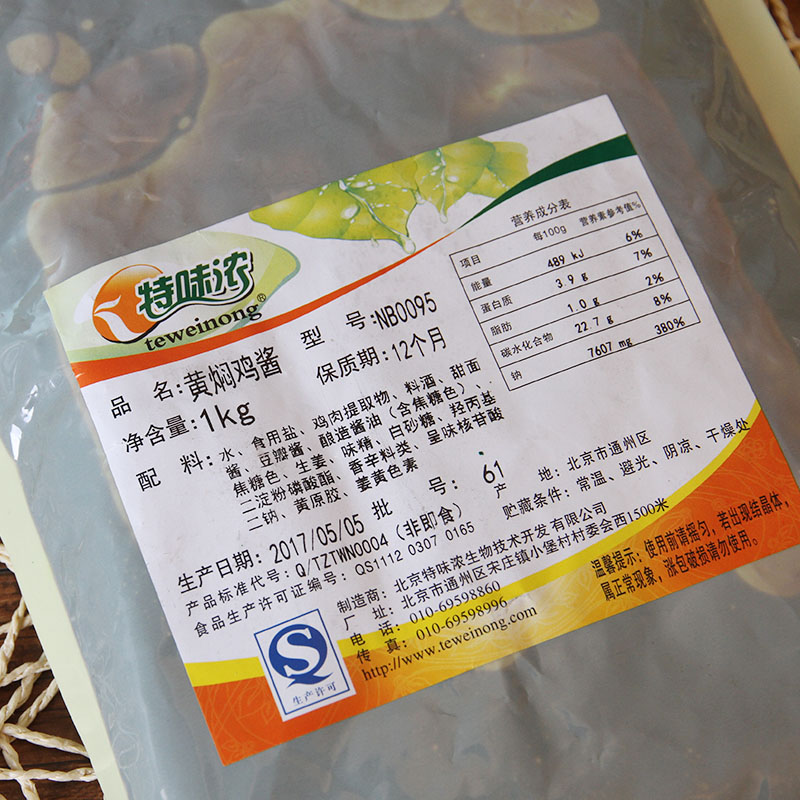 特味浓®
teweinong
营养成分表
项目 每100g 营养素参考值%
能量 489 kJ 6%
蛋白质 3.9 g 7%
脂肪 1.0 g 2%
碳水化合物 22.7 g 8%
钠 7607 mg 380%
品 名:黄焖鸡酱 型 号:NB0095
净含量:1kg 保质期:12个月
配 料:水、食用盐、鸡肉提取物、料酒、甜面
酱、豆瓣酱、酿造酱油(含焦糖色)、
焦糖色、生姜、味精、白砂糖、羟丙基
二淀粉磷酸酯、香辛料类、呈味核苷酸
二钠、黄原胶、姜黄色素
生产日期:2017/05/05 批 号:61 产 地:北京市通州区
产品标准代号:Q/TZTWN0004(非即食) 贮藏条件:常温、避光、阴凉、干燥处
食品生产许可证编号:QS1112 0307 0165
制造商:北京特味浓生物技术开发有限公司
厂 址:北京市通州区宋庄镇小堡村村委会西1500米
电 话:010-69598860
传 真:010-69598996
http://www.teweinong.com
温馨提示:使用前请摇匀,若出现结晶体,
属正常现象,涨包破损请勿使用。
QS
生产许可